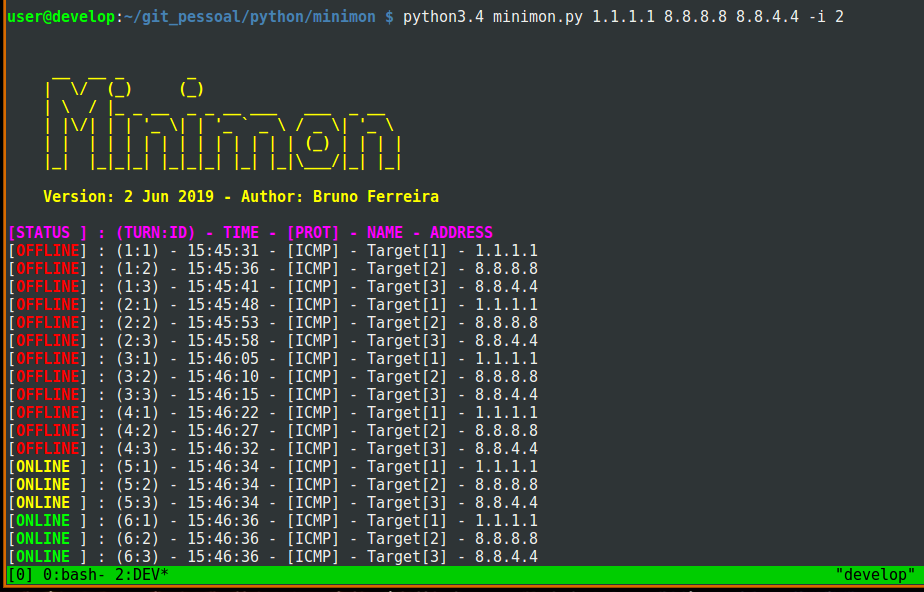 user@develop:~/git_pessoal/python/minimon $ python3.4 minimon.py 1.1.1.1 8.8.8.8 8.8.4.4 -i 2
Minimon
Version: 2 Jun 2019 - Author: Bruno Ferreira
[STATUS ] : (TURN:ID) - TIME - [PROT] - NAME - ADDRESS
[OFFLINE] : (1:1) - 15:45:31 - [ICMP] - Target[1] - 1.1.1.1
[OFFLINE] : (1:2) - 15:45:36 - [ICMP] - Target[2] - 8.8.8.8
[OFFLINE] : (1:3) - 15:45:41 - [ICMP] - Target[3] - 8.8.4.4
[OFFLINE] : (2:1) - 15:45:48 - [ICMP] - Target[1] - 1.1.1.1
[OFFLINE] : (2:2) - 15:45:53 - [ICMP] - Target[2] - 8.8.8.8
[OFFLINE] : (2:3) - 15:45:58 - [ICMP] - Target[3] - 8.8.4.4
[OFFLINE] : (3:1) - 15:46:05 - [ICMP] - Target[1] - 1.1.1.1
[OFFLINE] : (3:2) - 15:46:10 - [ICMP] - Target[2] - 8.8.8.8
[OFFLINE] : (3:3) - 15:46:15 - [ICMP] - Target[3] - 8.8.4.4
[OFFLINE] : (4:1) - 15:46:22 - [ICMP] - Target[1] - 1.1.1.1
[OFFLINE] : (4:2) - 15:46:27 - [ICMP] - Target[2] - 8.8.8.8
[OFFLINE] : (4:3) - 15:46:32 - [ICMP] - Target[3] - 8.8.4.4
[ONLINE ] : (5:1) - 15:46:34 - [ICMP] - Target[1] - 1.1.1.1
[ONLINE ] : (5:2) - 15:46:34 - [ICMP] - Target[2] - 8.8.8.8
[ONLINE ] : (5:3) - 15:46:34 - [ICMP] - Target[3] - 8.8.4.4
[ONLINE ] : (6:1) - 15:46:36 - [ICMP] - Target[1] - 1.1.1.1
[ONLINE ] : (6:2) - 15:46:36 - [ICMP] - Target[2] - 8.8.8.8
[ONLINE ] : (6:3) - 15:46:36 - [ICMP] - Target[3] - 8.8.4.4
[0] 0:bash- 2:DEV* "develop"